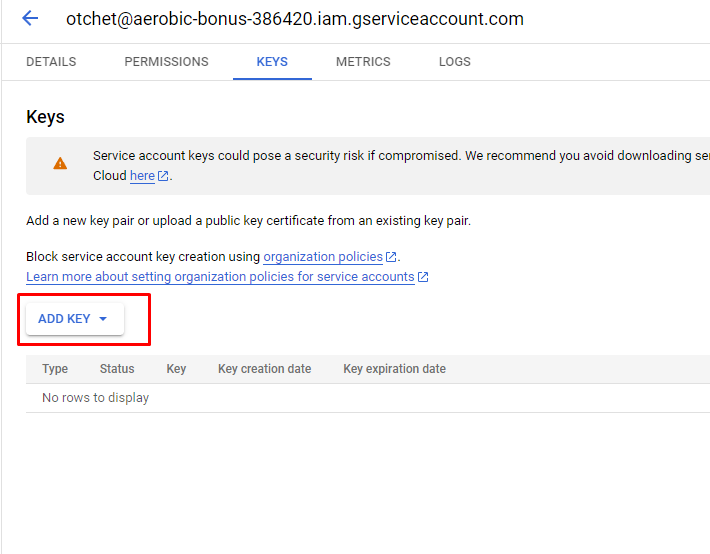 otchet@aerobic-bonus-386420.iam.gserviceaccount.com
DETAILS PERMISSIONS KEYS METRICS LOGS
Keys
Service account keys could pose a security risk if compromised. We recommend you avoid downloading ser
Cloud here.
Add a new key pair or upload a public key certificate from an existing key pair.
Block service account key creation using organization policies.
Learn more about setting organization policies for service accounts
ADD KEY
Type Status Key Key creation date Key expiration date
No rows to display